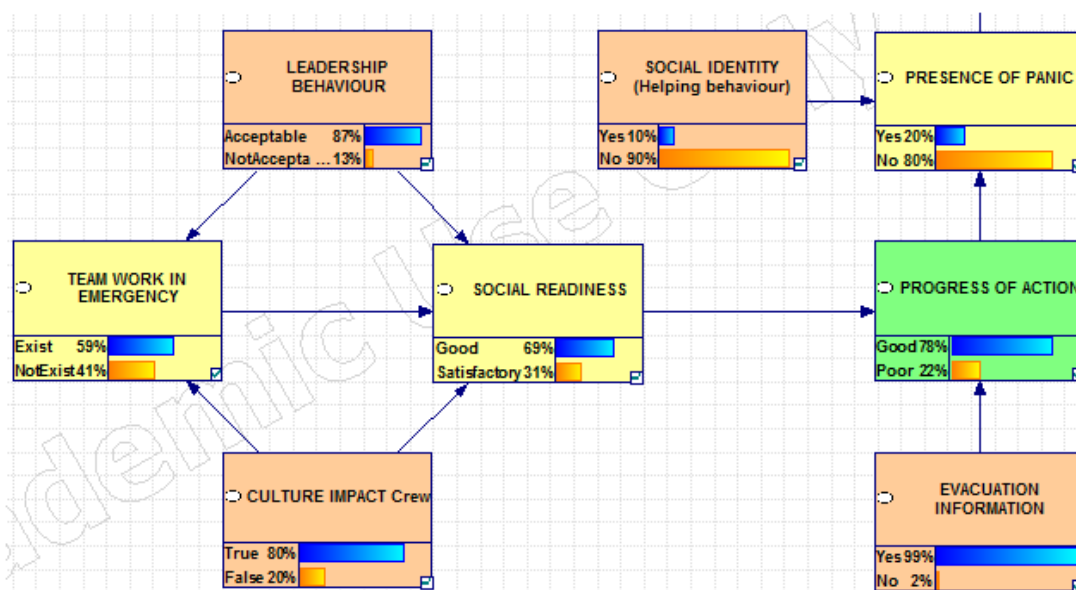 LEADERSHIP
BEHAVIOUR
Acceptable 87%
NotAccepta ... 13%
SOCIAL IDENTITY
(Helping behaviour)
Yes 10%
No 90%
PRESENCE OF PANIC
Yes 20%
No 80%
TEAM WORK IN
EMERGENCY
Exist 59%
NotExist 41%
SOCIAL READINESS
Good 69%
Satisfactory 31%
PROGRESS OF ACTION
Good 78%
Poor 22%
CULTURE IMPACT Crew
True 80%
False 20%
EVACUATION
INFORMATION
Yes 99%
No 2%
ademic Use